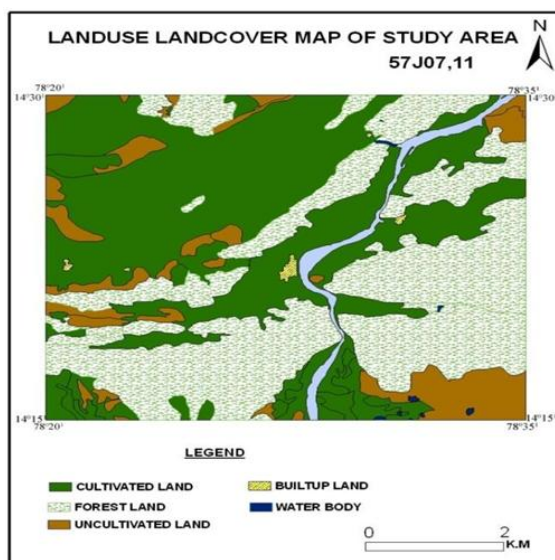 N
LANDUSE LANDCOVER MAP OF STUDY AREA
57J07,11
78°20' 78°35'
14°30' 14°30'
14°15' 14°15'
78°20' 78°35'
LEGEND
CULTIVATED LAND BUILTUP LAND
FOREST LAND WATER BODY
UNCULTIVATED LAND
0 2
K.M